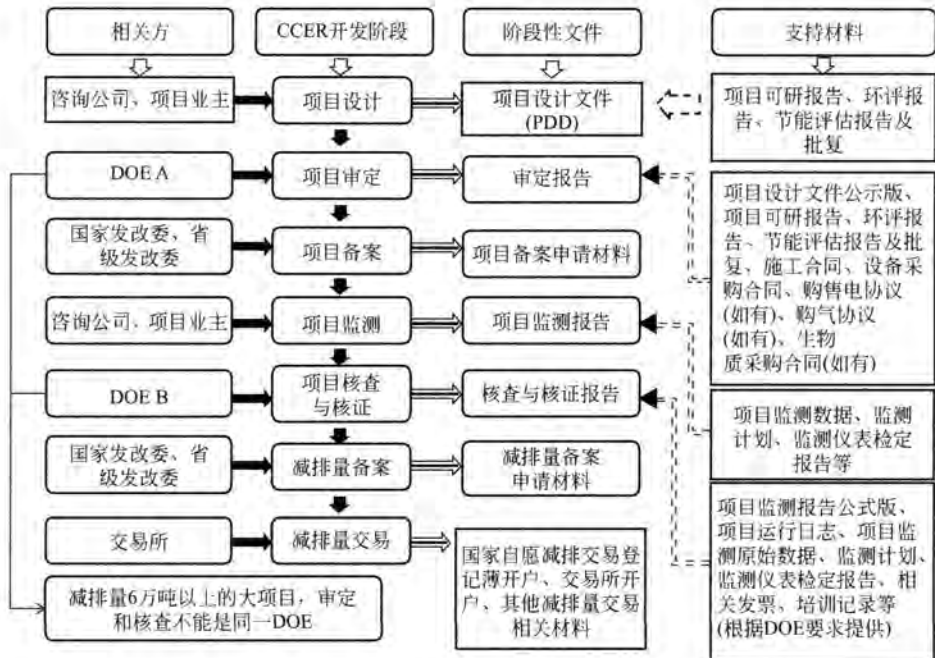 相关方
CCER开发阶段
阶段性文件
支持材料
咨询公司、项目业主
项目设计
项目设计文件
(PDD)
项目可研报告、环评报
告、节能评估报告及
批复
DOE A
项目审定
审定报告
项目设计文件公示版、
项目可研报告、环评报
告、节能评估报告及批
复、施工合同、设备采
购合同、购售电协议
(如有)、购气协议
(如有)、生物
质采购合同(如有)
国家发改委、省
级发改委
项目备案
项目备案申请材料
咨询公司、项目业主
项目监测
项目监测报告
项目监测数据、监测
计划、监测仪表检定
报告等
DOE B
项目核查
与核证
核查与核证报告
项目监测报告公式版、
项目运行日志、项目监
测原始数据、监测计划、
监测仪表检定报告、相
关发票、培训记录等
(根据DOE要求提供)
国家发改委、省
级发改委
减排量备案
减排量备案
申请材料
交易所
减排量交易
国家自愿减排交易登
记薄开户、交易所开
户、其他减排量交易
相关材料
减排量6万吨以上的大项目，审定
和核查不能是同一DOE